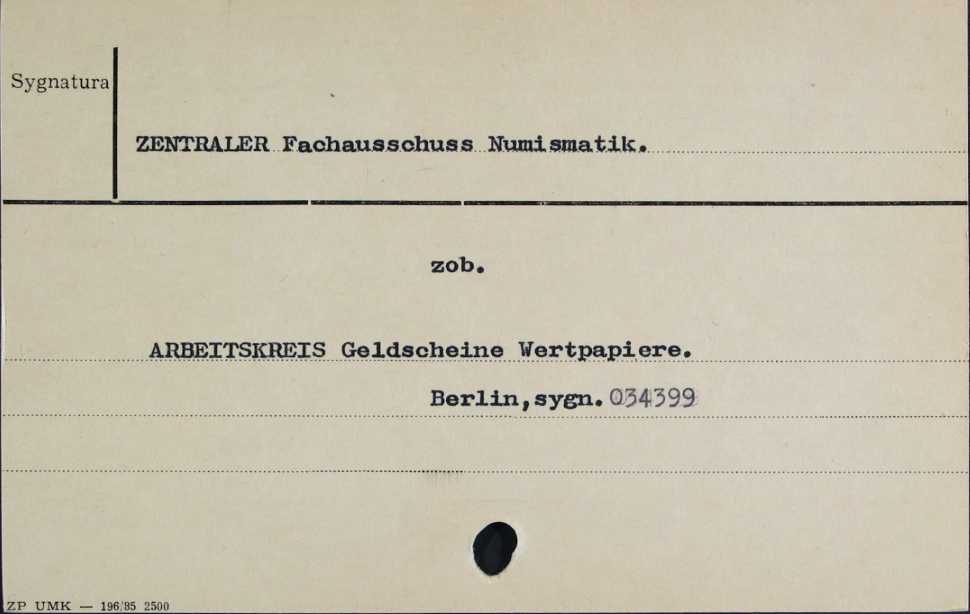 Sygnatura
ZENTRALER Fachausschuss Numismatik.
zob.
ARBEITSKREIS Geldscheine Wertpapiere.
Berlin,sygn. 034399
ZP UMK — 196/85 2500